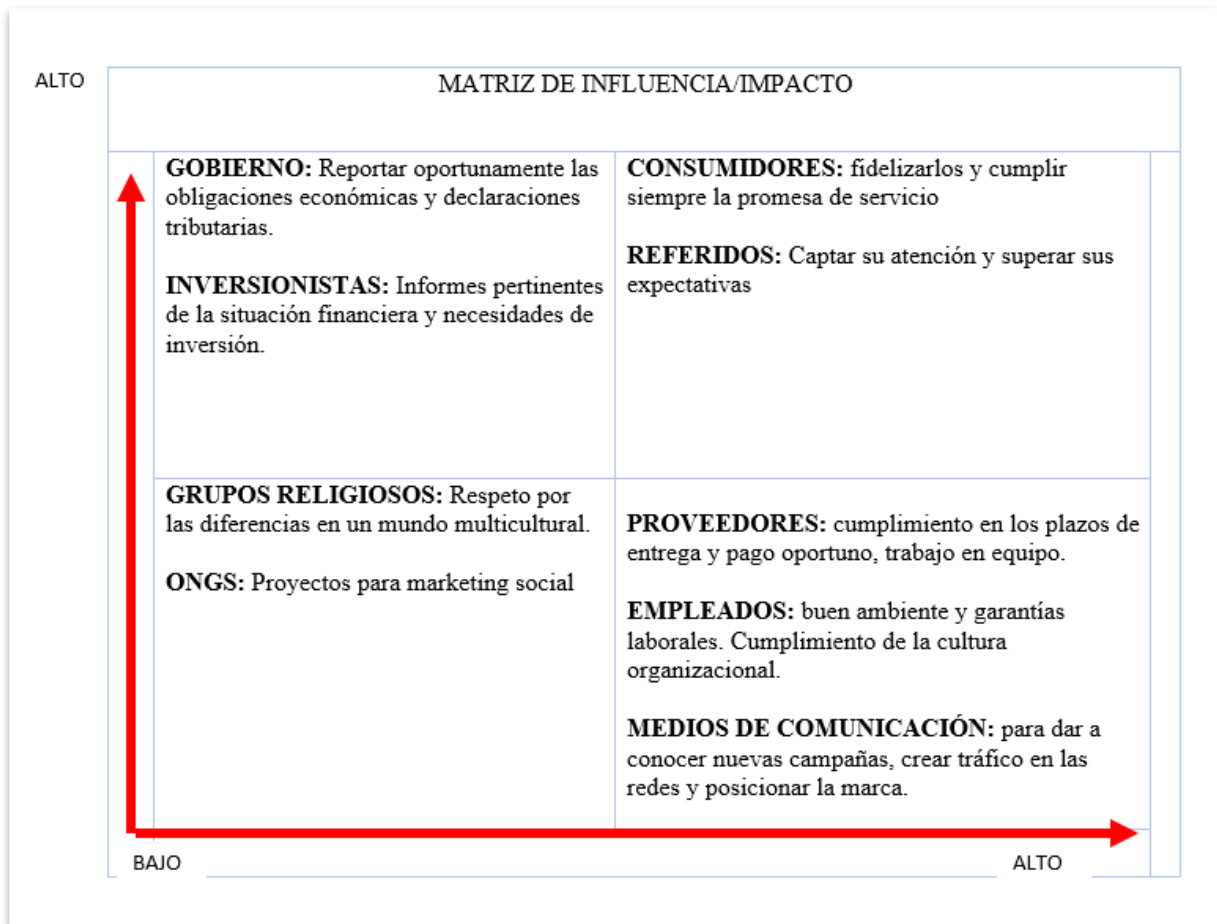 ALTO
MATRIZ DE INFLUENCIA/IMPACTO
GOBIERNO: Reportar oportunamente las
obligaciones económicas y declaraciones
tributarias.
INVERSIONISTAS: Informes pertinentes
de la situación financiera y necesidades de
inversión.
CONSUMIDORES: fidelizarlos y cumplir
siempre la promesa de servicio
REFERIDOS: Captar su atención y superar sus
expectativas
GRUPOS RELIGIOSOS: Respeto por
las diferencias en un mundo multicultural.
ONGS: Proyectos para marketing social
PROVEEDORES: cumplimiento en los plazos de
entrega y pago oportuno, trabajo en equipo.
EMPLEADOS: buen ambiente y garantías
laborales. Cumplimiento de la cultura
organizacional.
MEDIOS DE COMUNICACIÓN: para dar a
conocer nuevas campañas, crear tráfico en las
redes y posicionar la marca.
BAJO
ALTO